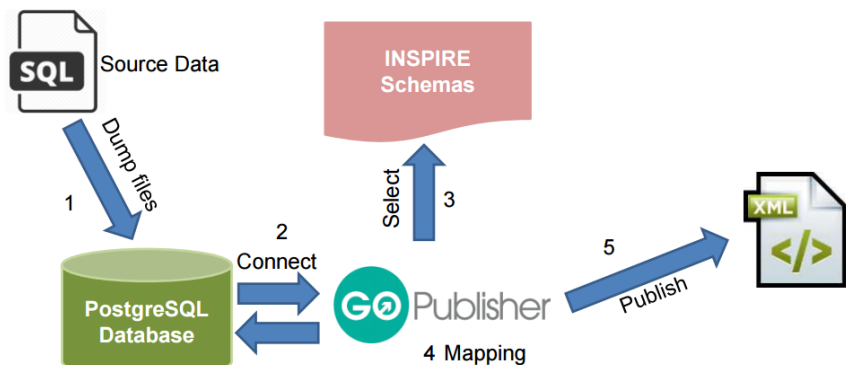 SQL
Source Data
INSPIRE
Schemas
Dump files
1
Select
3
XML
</>
2
Connect
5
Publish
PostgreSQL
Database
GO Publisher
4 Mapping